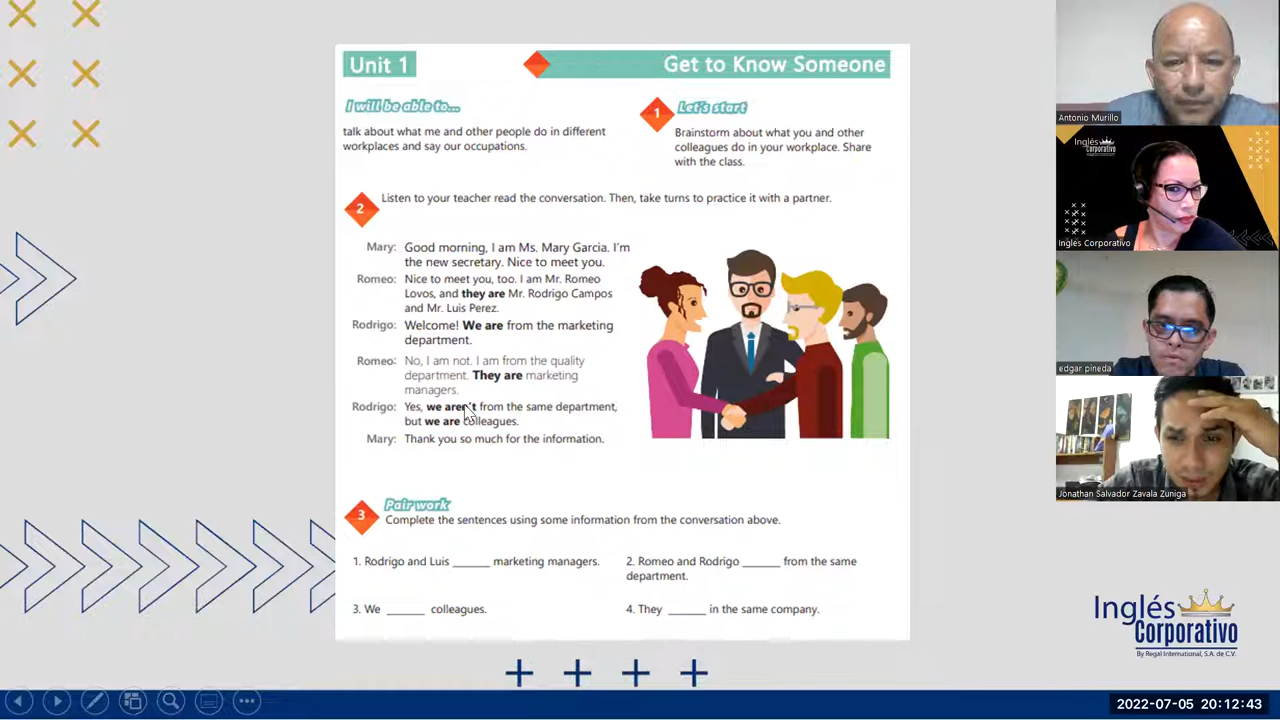 Unit 1
Get to Know Someone
I will be able to...
talk about what me and other people do in different
workplaces and say our occupations.
1
Let's start
Brainstorm about what you and other
colleagues do in your workplace. Share
with the class.
2
Listen to your teacher read the conversation. Then, take turns to practice it with a partner.
Mary: Good morning, I am Ms. Mary Garcia. I'm
the new secretary. Nice to meet you.
Romeo: Nice to meet you, too. I am Mr. Romeo
Lovos, and they are Mr. Rodrigo Campos
and Mr. Luis Perez.
Rodrigo: Welcome! We are from the marketing
department.
Romeo: No, I am not. I am from the quality
department. They are marketing
managers.
Rodrigo: Yes, we aren't from the same department,
but we are colleagues.
Mary: Thank you so much for the information.
3
Pair work
Complete the sentences using some information from the conversation above.
1. Rodrigo and Luis ______ marketing managers.
2. Romeo and Rodrigo ______ from the same
department.
3. We ______ colleagues.
4. They ______ in the same company.
Antonio Murillo
Inglés
Corporativo
Inglés Corporativo
edgar pineda
Jonathan Salvador Zavala Zuniga
Inglés
Corporativo
By Regal International, S.A. de C.V.
2022-07-05 20:12:43